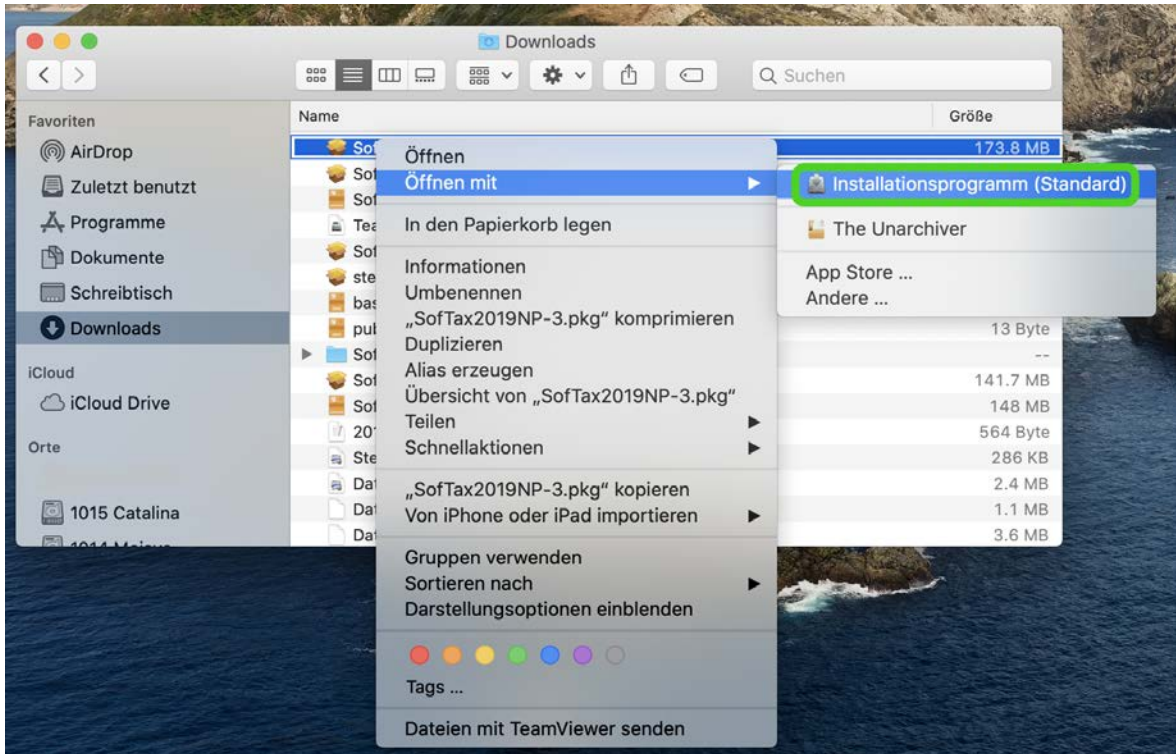 Downloads
Suchen
Favoriten
AirDrop
Zuletzt benutzt
Programme
Dokumente
Schreibtisch
Downloads
iCloud
iCloud Drive
Orte
1015 Catalina
Name
Größe
173.8 MB
13 Byte
--
141.7 MB
148 MB
564 Byte
286 KB
2.4 MB
1.1 MB
3.6 MB
Öffnen
Öffnen mit
In den Papierkorb legen
Informationen
Umbenennen
„SofTax2019NP-3.pkg“ komprimieren
Duplizieren
Alias erzeugen
Übersicht von „SofTax2019NP-3.pkg“
Teilen
Schnellaktionen
„SofTax2019NP-3.pkg“ kopieren
Von iPhone oder iPad importieren
Gruppen verwenden
Sortieren nach
Darstellungsoptionen einblenden
Tags ...
Dateien mit TeamViewer senden
Installationsprogramm (Standard)
The Unarchiver
App Store ...
Andere ...